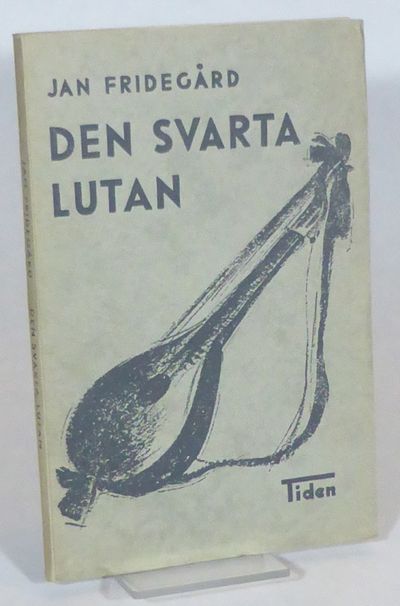 JAN FRIDEGÅRD
DEN SVARTA
LUTAN
Tiden
JAN FRIDEGÅRD DEN SVARTA LUTAN